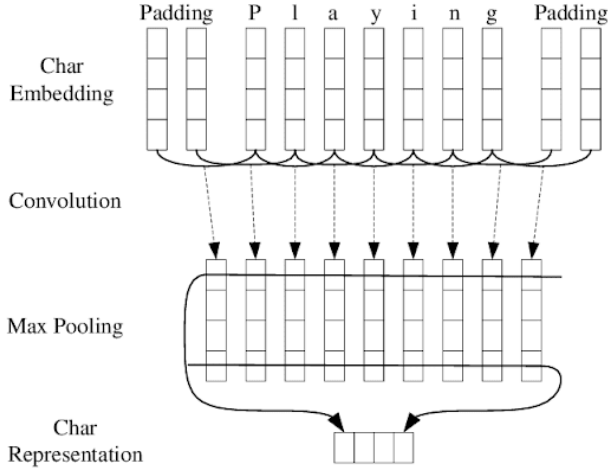 Padding P l a y i n g Padding
Char
Embedding
Convolution
Max Pooling
Char
Representation